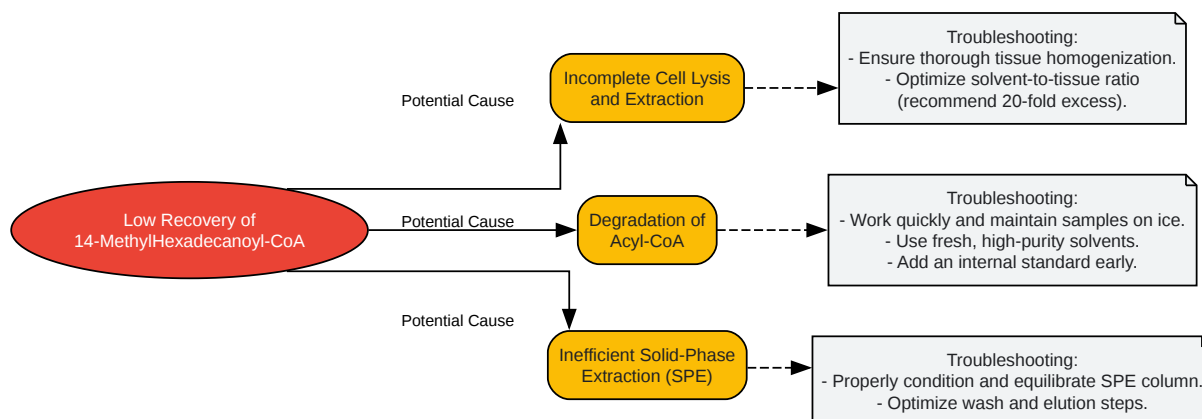 Low Recovery of
14-MethylHexadecanoyl-CoA
Potential Cause
Incomplete Cell Lysis
and Extraction
Troubleshooting:
- Ensure thorough tissue homogenization.
- Optimize solvent-to-tissue ratio
(recommend 20-fold excess).
Potential Cause
Degradation of
Acyl-CoA
Troubleshooting:
- Work quickly and maintain samples on ice.
- Use fresh, high-purity solvents.
- Add an internal standard early.
Potential Cause
Inefficient Solid-Phase
Extraction (SPE)
Troubleshooting:
- Properly condition and equilibrate SPE column.
- Optimize wash and elution steps.